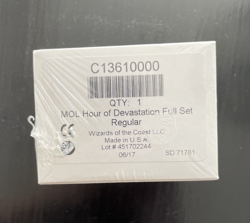 C13610000
QTY: 1
MOL Hour of Devastation Full Set
Regular
Wizards of the Coast LLC
Made in U.S.A.
Lot # 451702244
06/17 SD 71781